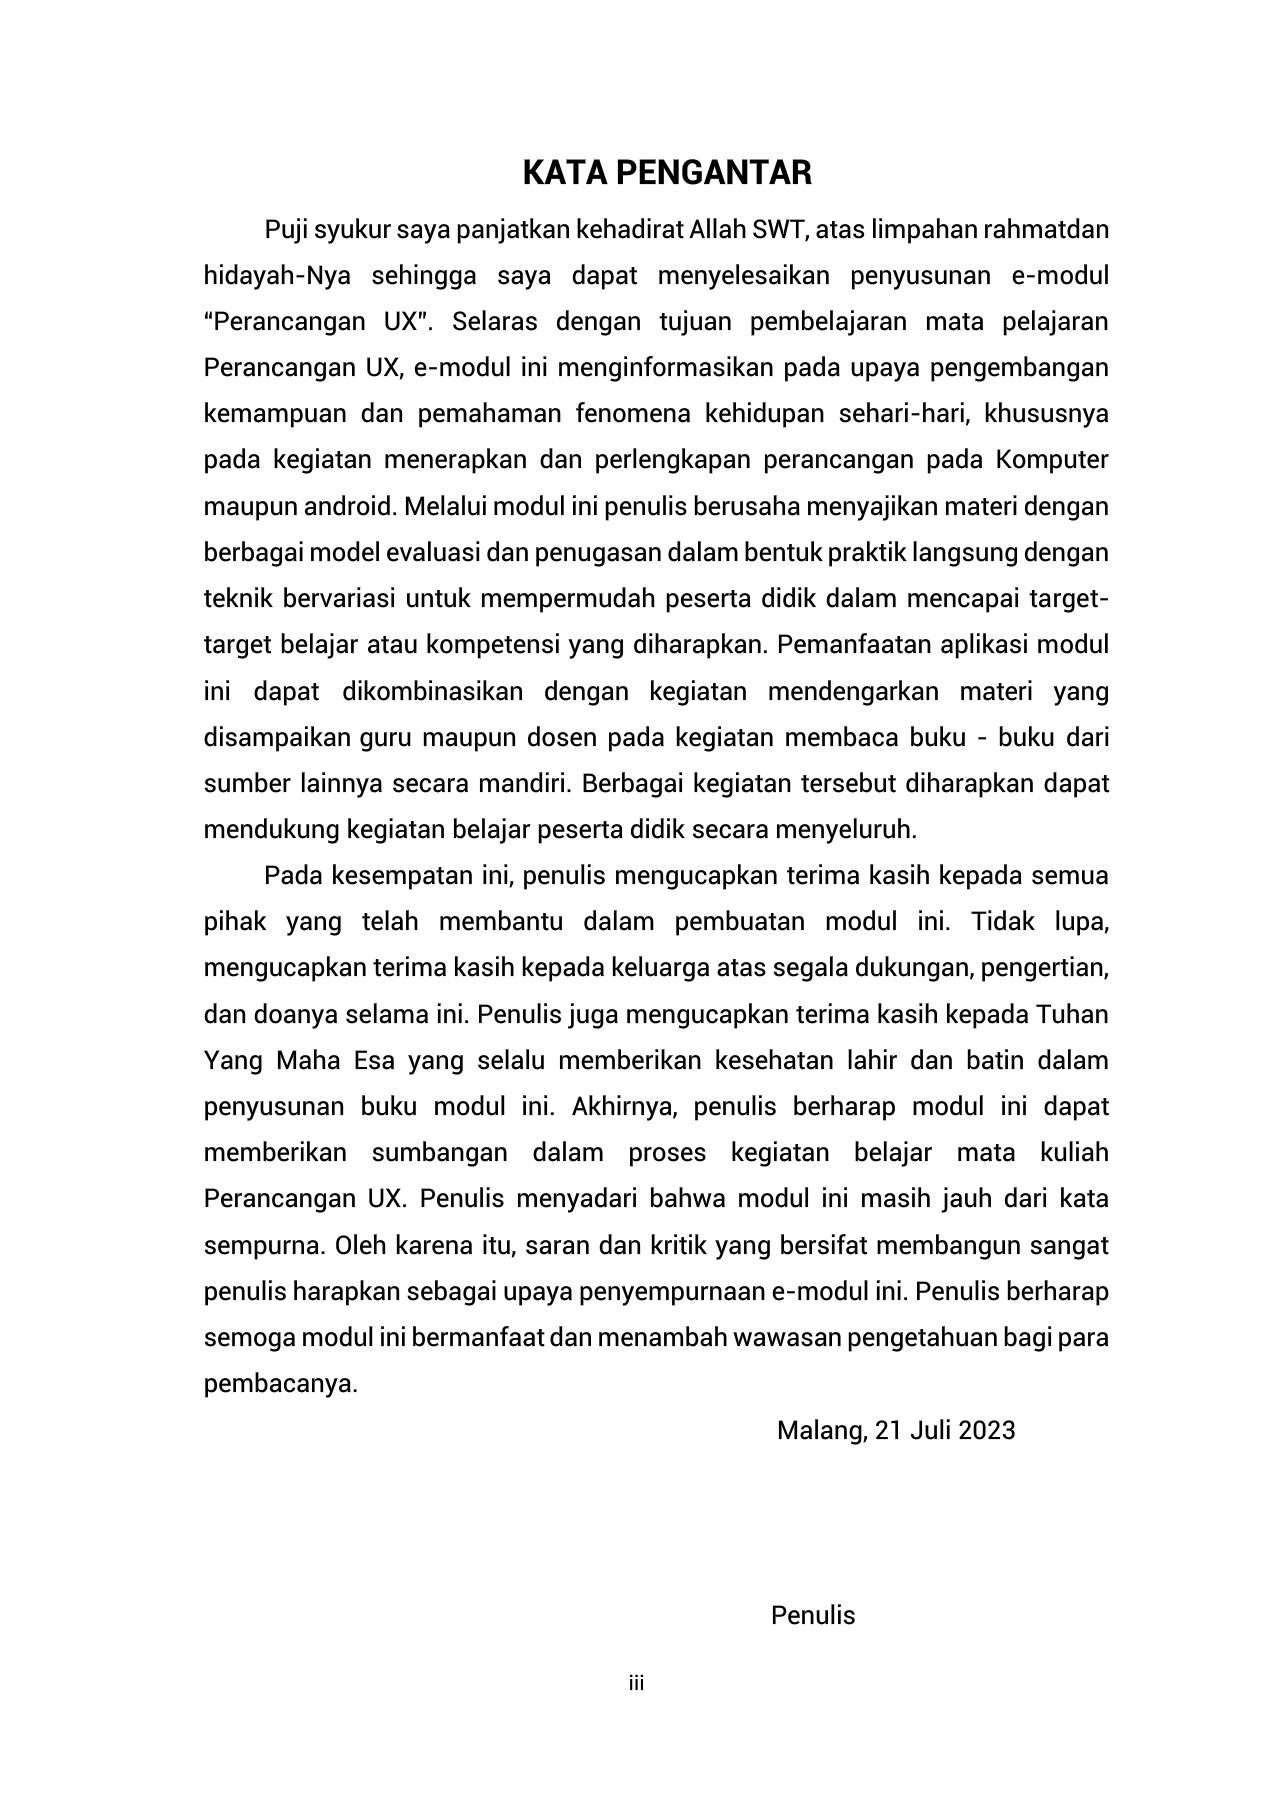 KATA PENGANTAR
Puji syukur saya panjatkan kehadirat Allah SWT, atas limpahan rahmatdan
hidayah-Nya sehingga saya dapat menyelesaikan penyusunan e-modul
“Perancangan UX”. Selaras dengan tujuan pembelajaran mata pelajaran
Perancangan UX, e-modul ini menginformasikan pada upaya pengembangan
kemampuan dan pemahaman fenomena kehidupan sehari-hari, khususnya
pada kegiatan menerapkan dan perlengkapan perancangan pada Komputer
maupun android. Melalui modul ini penulis berusaha menyajikan materi dengan
berbagai model evaluasi dan penugasan dalam bentuk praktik langsung dengan
teknik bervariasi untuk mempermudah peserta didik dalam mencapai target-
target belajar atau kompetensi yang diharapkan. Pemanfaatan aplikasi modul
ini dapat dikombinasikan dengan kegiatan mendengarkan materi yang
disampaikan guru maupun dosen pada kegiatan membaca buku - buku dari
sumber lainnya secara mandiri. Berbagai kegiatan tersebut diharapkan dapat
mendukung kegiatan belajar peserta didik secara menyeluruh.
Pada kesempatan ini, penulis mengucapkan terima kasih kepada semua
pihak yang telah membantu dalam pembuatan modul ini. Tidak lupa,
mengucapkan terima kasih kepada keluarga atas segala dukungan, pengertian,
dan doanya selama ini. Penulis juga mengucapkan terima kasih kepada Tuhan
Yang Maha Esa yang selalu memberikan kesehatan lahir dan batin dalam
penyusunan buku modul ini. Akhirnya, penulis berharap modul ini dapat
memberikan sumbangan dalam proses kegiatan belajar mata kuliah
Perancangan UX. Penulis menyadari bahwa modul ini masih jauh dari kata
sempurna. Oleh karena itu, saran dan kritik yang bersifat membangun sangat
penulis harapkan sebagai upaya penyempurnaan e-modul ini. Penulis berharap
semoga modul ini bermanfaat dan menambah wawasan pengetahuan bagi para
pembacanya.
Malang, 21 Juli 2023
Penulis
iii